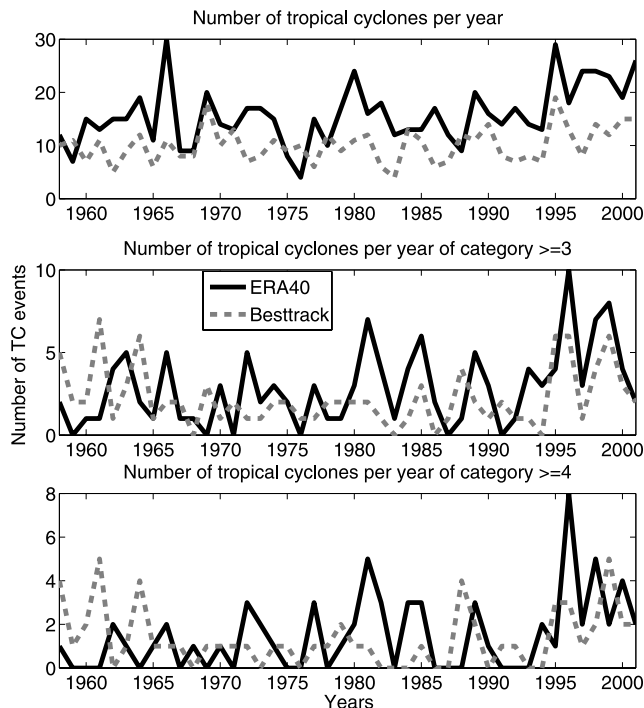 Number of tropical cyclones per year
30
20
10
0
1960 1965 1970 1975 1980 1985 1990 1995 2000
Number of tropical cyclones per year of category >=3
10
5
0
ERA40
Besttrack
Number of TC events
1960 1965 1970 1975 1980 1985 1990 1995 2000
Number of tropical cyclones per year of category >=4
8
6
4
2
0
1960 1965 1970 1975 1980 1985 1990 1995 2000
Years